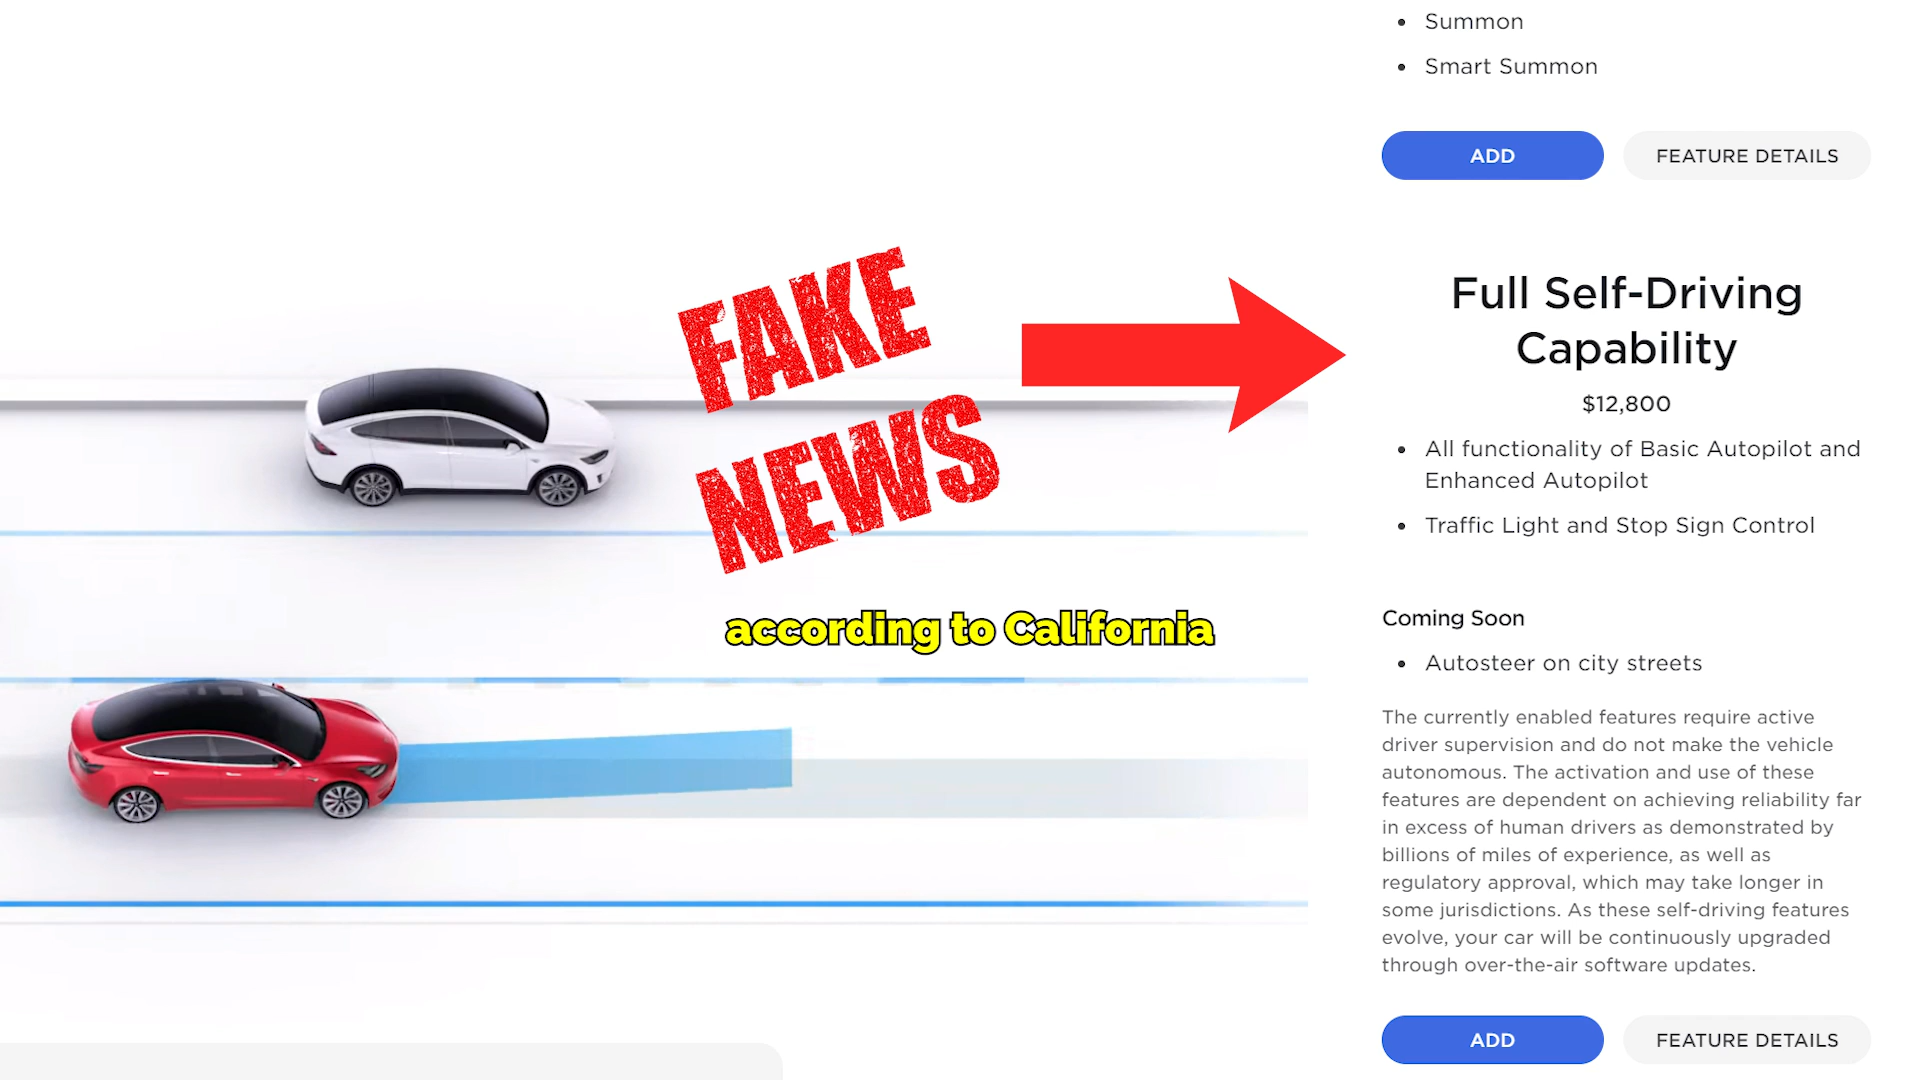 Summon
Smart Summon
ADD
FEATURE DETAILS
FAKE
NEWS
according to California
Full Self-Driving
Capability
$12,800
All functionality of Basic Autopilot and
Enhanced Autopilot
Traffic Light and Stop Sign Control
Coming Soon
Autosteer on city streets
The currently enabled features require active
driver supervision and do not make the vehicle
autonomous. The activation and use of these
features are dependent on achieving reliability far
in excess of human drivers as demonstrated by
billions of miles of experience, as well as
regulatory approval, which may take longer in
some jurisdictions. As these self-driving features
evolve, your car will be continuously upgraded
through over-the-air software updates.
ADD
FEATURE DETAILS